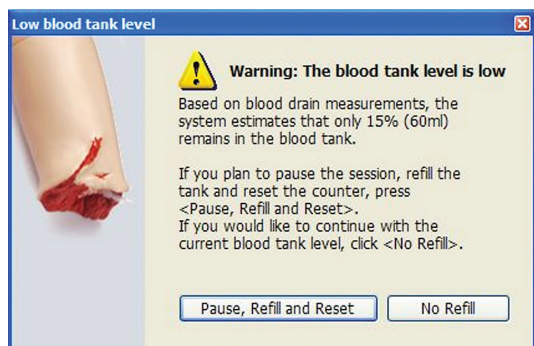 Low blood tank level
Warning: The blood tank level is low
Based on blood drain measurements, the
system estimates that only 15% (60ml)
remains in the blood tank.
If you plan to pause the session, refill the
tank and reset the counter, press
<Pause, Refill and Reset>.
If you would like to continue with the
current blood tank level, click <No Refill>.
Pause, Refill and Reset
No Refill